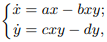 ẋ = ax − bxy;
ẏ = cxy − dy,